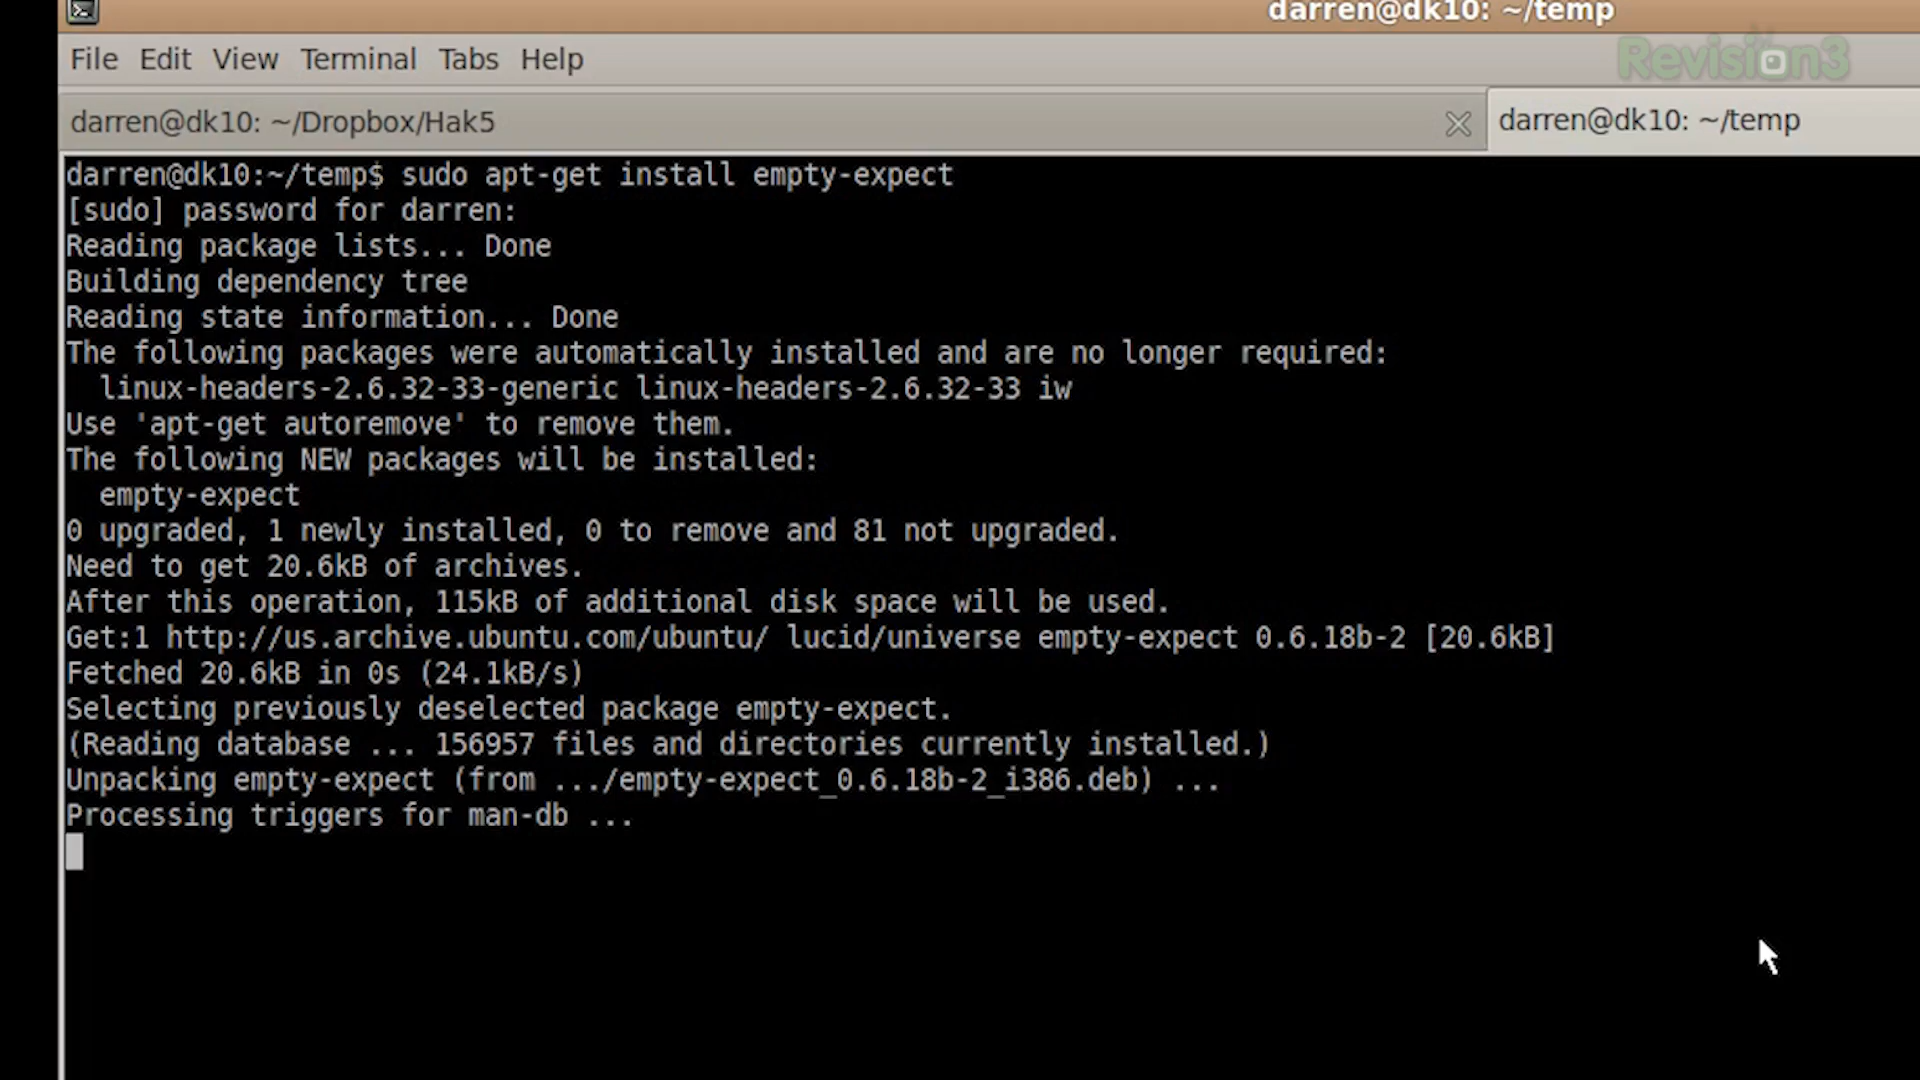 darren@dk10: ~/temp
Revision3
File Edit View Terminal Tabs Help
darren@dk10: ~/Dropbox/Hak5
darren@dk10: ~/temp
darren@dk10:~/temp$ sudo apt-get install empty-expect
[sudo] password for darren:
Reading package lists... Done
Building dependency tree
Reading state information... Done
The following packages were automatically installed and are no longer required:
  linux-headers-2.6.32-33-generic linux-headers-2.6.32-33 iw
Use 'apt-get autoremove' to remove them.
The following NEW packages will be installed:
  empty-expect
0 upgraded, 1 newly installed, 0 to remove and 81 not upgraded.
Need to get 20.6kB of archives.
After this operation, 115kB of additional disk space will be used.
Get:1 http://us.archive.ubuntu.com/ubuntu/ lucid/universe empty-expect 0.6.18b-2 [20.6kB]
Fetched 20.6kB in 0s (24.1kB/s)
Selecting previously deselected package empty-expect.
(Reading database ... 156957 files and directories currently installed.)
Unpacking empty-expect (from .../empty-expect_0.6.18b-2_i386.deb) ...
Processing triggers for man-db ...